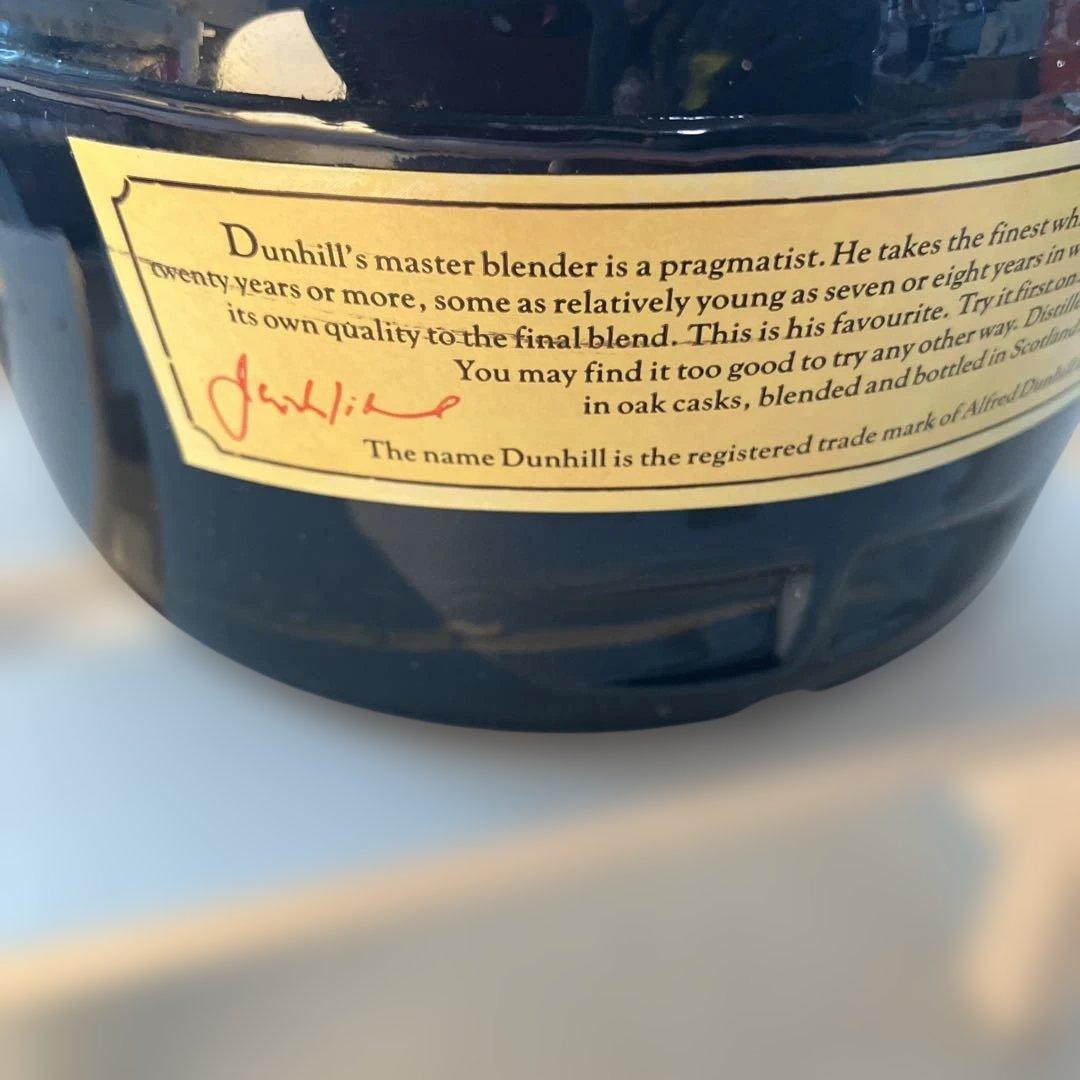 Dunhill's master blender is a pragmatist. He takes the finest
twenty years or more, some as relatively young as seven or eight years in
its own quality to the final blend. This is his favourite. Try it first on
You may find it too good to try any other way.
in oak casks, blended and bottled in Scotland
The name Dunhill is the registered trade mark of Alfred Dunhill